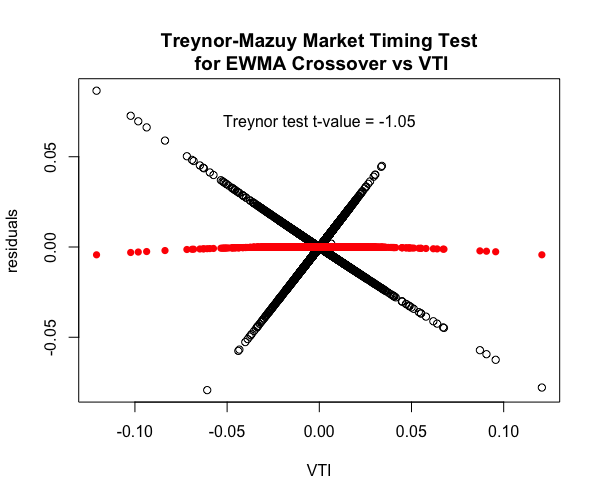 Treynor-Mazuy Market Timing Test
for EWMA Crossover vs VTI
Treynor test t-value = -1.05
residuals
0.05
0.00
-0.05
-0.10
-0.05
0.00
0.05
0.10
VTI